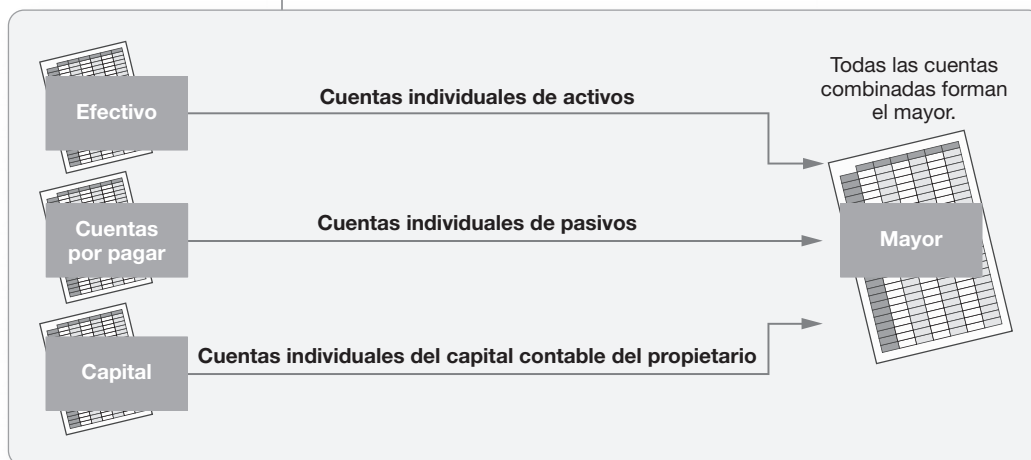 Efectivo
Cuentas individuales de activos
Todas las cuentas
combinadas forman
el mayor.
Cuentas
por pagar
Cuentas individuales de pasivos
Mayor
Capital
Cuentas individuales del capital contable del propietario